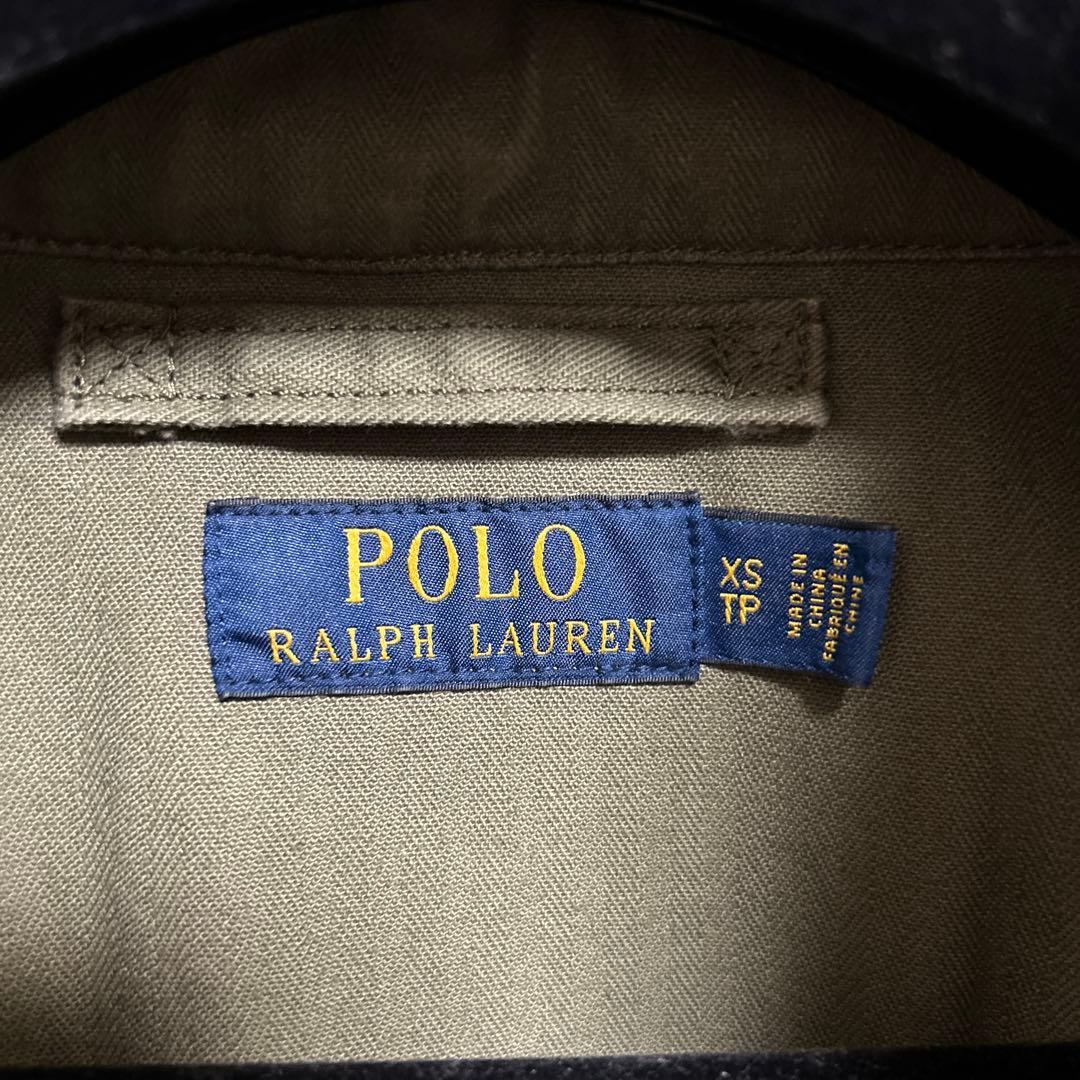 POLO
RALPH LAUREN
XS
TP
MADE IN
CHINA
FABRIQUÉ EN
CHINE